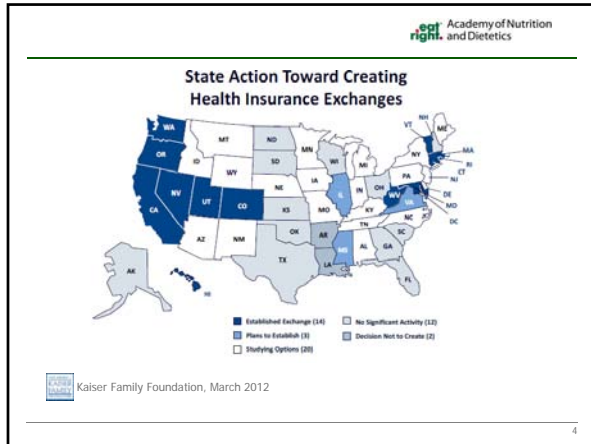 eat right. Academy of Nutrition
and Dietetics
State Action Toward Creating
Health Insurance Exchanges
WA
OR
CA
NV
ID
MT
WY
UT
CO
AZ
NM
ND
SD
NE
KS
OK
TX
MN
IA
MO
AR
LA
WI
IL
MS
MI
IN
KY
TN
AL
OH
WV
VA
NC
SC
GA
FL
PA
NY
VT
NH
ME
MA
RI
CT
NJ
DE
MD
DC
AK
HI
Established Exchange (14)
Plans to Establish (3)
Studying Options (20)
No Significant Activity (12)
Decision Not to Create (2)
Kaiser Family Foundation, March 2012
4